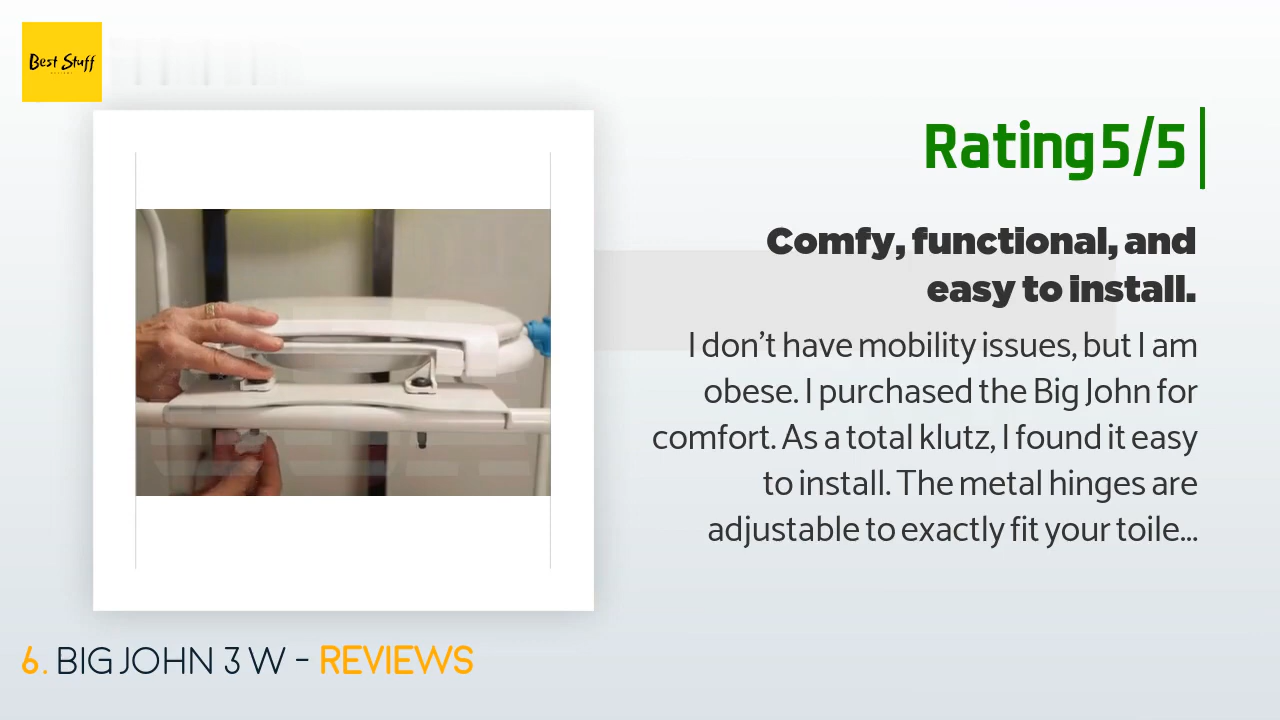 Best Stuff
Rating 5/5
Comfy, functional, and
easy to install.
I don’t have mobility issues, but I am
obese. I purchased the Big John for
comfort. As a total klutz, I found it easy
to install. The metal hinges are
adjustable to exactly fit your toile...
6. BIG JOHN 3 W - REVIEWS